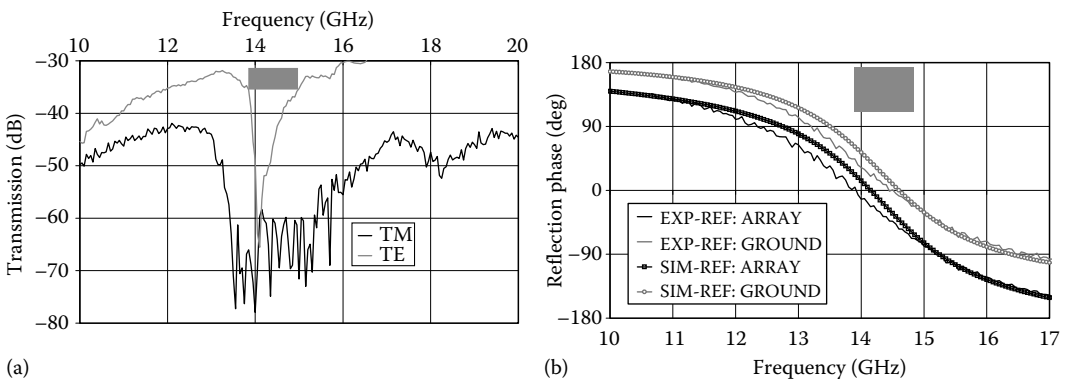 Frequency (GHz)
10 12 14 16 18 20
Transmission (dB)
−30
−40
−50
−60
−70
−80
TM
TE
(a)
Reflection phase (deg)
180
90
0
−90
−180
EXP-REF: ARRAY
EXP-REF: GROUND
SIM-REF: ARRAY
SIM-REF: GROUND
10 11 12 13 14 15 16 17
Frequency (GHz)
(b)